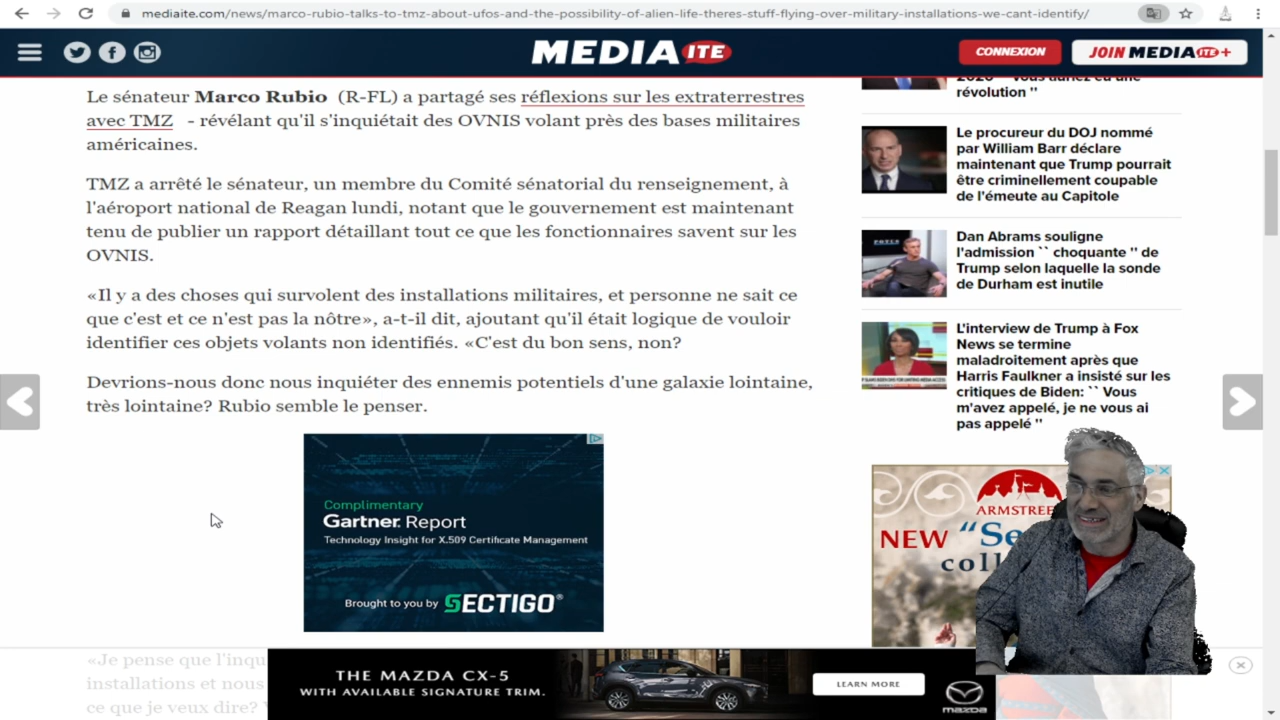 mediaite.com/news/marco-rubio-talks-to-tmz-about-ufos-and-the-possibility-of-alien-life-theres-stuff-flying-over-military-installations-we-cant-identify/
MEDIA ITE
CONNEXION
JOIN MEDIA ITE +
Le sénateur Marco Rubio (R-FL) a partagé ses réflexions sur les extraterrestres
avec TMZ - révélant qu'il s'inquiétait des OVNIS volant près des bases militaires
américaines.
TMZ a arrêté le sénateur, un membre du Comité sénatorial du renseignement, à
l'aéroport national de Reagan lundi, notant que le gouvernement est maintenant
tenu de publier un rapport détaillant tout ce que les fonctionnaires savent sur les
OVNIS.
«Il y a des choses qui survolent des installations militaires, et personne ne sait ce
que c'est et ce n'est pas la nôtre», a-t-il dit, ajoutant qu'il était logique de vouloir
identifier ces objets volants non identifiés. «C'est du bon sens, non?
Devrions-nous donc nous inquiéter des ennemis potentiels d'une galaxie lointaine,
très lointaine? Rubio semble le penser.
Complimentary
Gartner. Report
Technology Insight for X.509 Certificate Management
Brought to you by SECTIGO®
«Je pense que l'inqu
installations et nous
ce que je veux dire?
révolution ''
Le procureur du DOJ nommé
par William Barr déclare
maintenant que Trump pourrait
être criminellement coupable
de l'émeute au Capitole
Dan Abrams souligne
l'admission `` choquante '' de
Trump selon laquelle la sonde
de Durham est inutile
L'interview de Trump à Fox
News se termine
maladroitement après que
Harris Faulkner a insisté sur les
critiques de Biden: `` Vous
m'avez appelé, je ne vous ai
pas appelé ''
NEW "Se
coll
THE MAZDA CX-5
WITH AVAILABLE SIGNATURE TRIM.
LEARN MORE
mazda